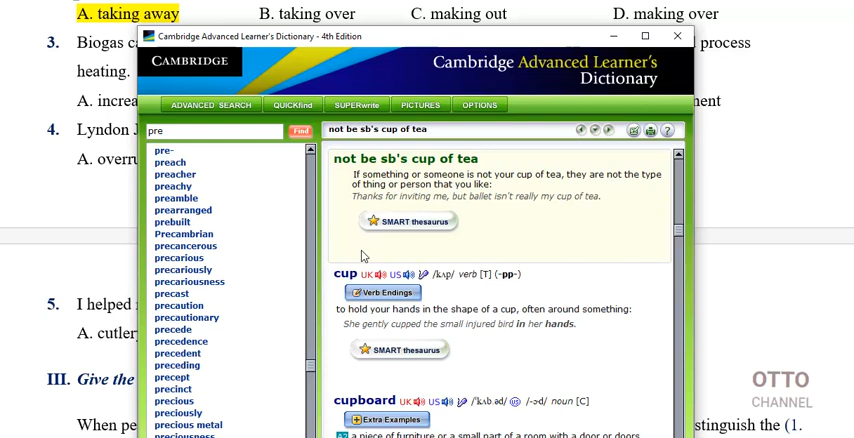 A. taking away B. taking over C. making out D. making over
3. Biogas ca process
heating.
A. increa ment
4. Lyndon J
A. overru
5. I helped
A. cutlery
III. Give the
When pe stinguish the (1.
Cambridge Advanced Learner's Dictionary - 4th Edition
CAMBRIDGE
Cambridge Advanced Learner's
Dictionary
ADVANCED SEARCH QUICKfind SUPERwrite PICTURES OPTIONS
pre Find
not be sb's cup of tea
pre-
preach
preacher
preachy
preamble
prearranged
prebuilt
Precambrian
precancerous
precarious
precariously
precariousness
precast
precaution
precautionary
precede
precedence
precedent
preceding
precept
precinct
precious
preciously
precious metal
preciousness
not be sb's cup of tea
If something or someone is not your cup of tea, they are not the type
of thing or person that you like:
Thanks for inviting me, but ballet isn't really my cup of tea.
SMART thesaurus
cup UK US /kʌp/ verb [T] (-pp-)
Verb Endings
to hold your hands in the shape of a cup, often around something:
She gently cupped the small injured bird in her hands.
SMART thesaurus
cupboard UK US /ˈkʌb.əd/ US /-ɚd/ noun [C]
Extra Examples
A2 a piece of furniture or a small part of a room with a door or doors
OTTO
CHANNEL